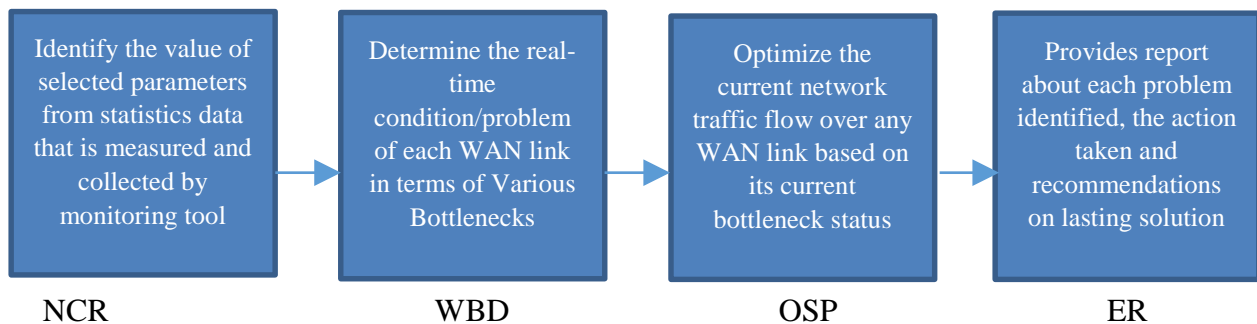 Identify the value of
selected parameters
from statistics data
that is measured and
collected by
monitoring tool
Determine the real-
time
condition/problem
of each WAN link
in terms of Various
Bottlenecks
Optimize the
current network
traffic flow over any
WAN link based on
its current
bottleneck status
Provides report
about each problem
identified, the action
taken and
recommendations
on lasting solution
NCR
WBD
OSP
ER